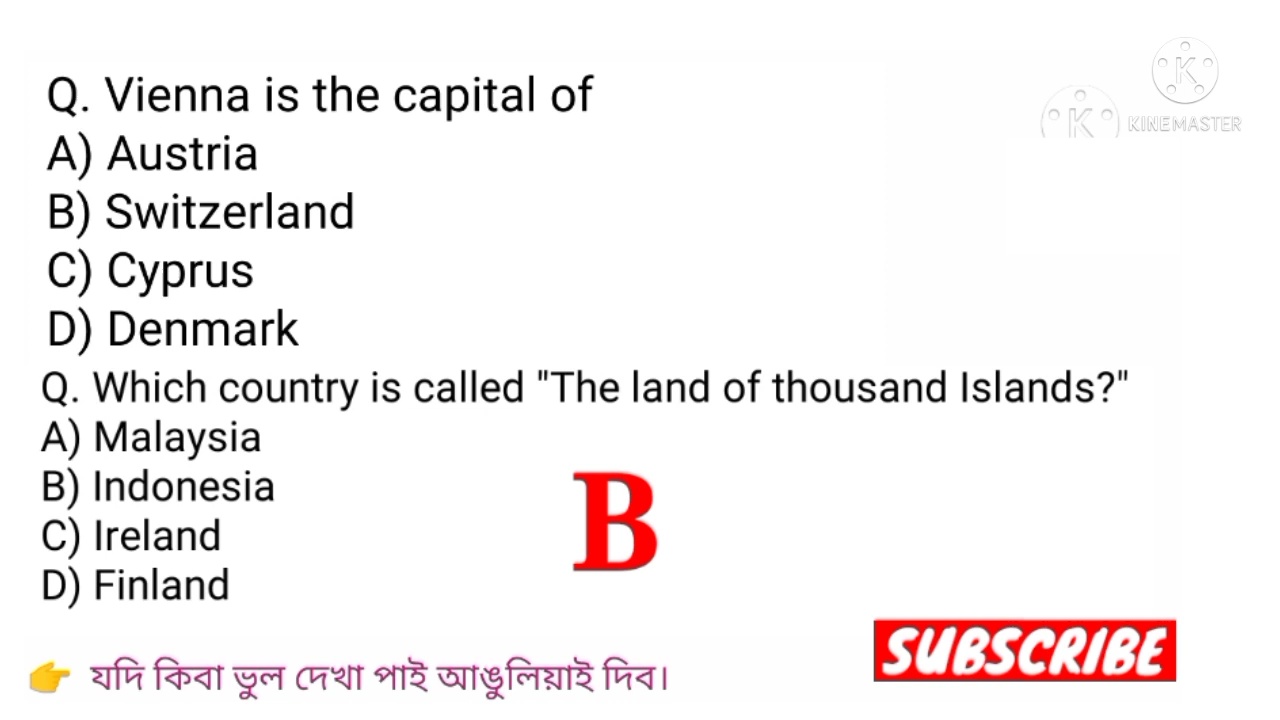 Q. Vienna is the capital of
A) Austria
B) Switzerland
C) Cyprus
D) Denmark
Q. Which country is called "The land of thousand Islands?"
A) Malaysia
B) Indonesia
C) Ireland
D) Finland
B
👉 যদি কিবা ভুল দেখা পাই আঙুলিয়াই দিব।
SUBSCRIBE
K
K KINEMASTER